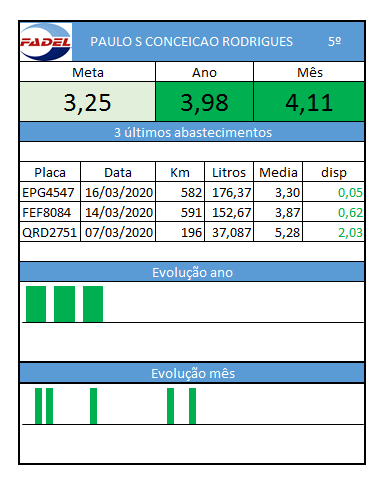 FADEL PAULO S CONCEICAO RODRIGUES 5º
Meta Ano Mês
3,25 3,98 4,11
3 últimos abastecimentos
Placa Data Km Litros Media disp
EPG4547 16/03/2020 582 176,37 3,30 0,05
FEF8084 14/03/2020 591 152,67 3,87 0,62
QRD2751 07/03/2020 196 37,087 5,28 2,03
Evolução ano
Evolução mês